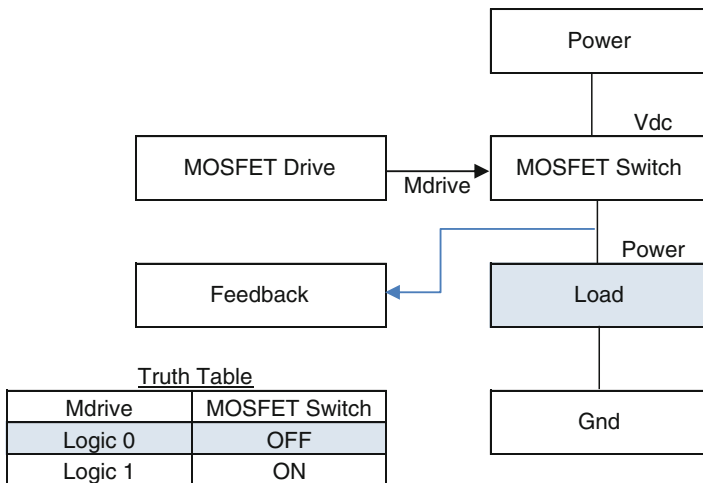 Power
Vdc
MOSFET Drive
Mdrive
MOSFET Switch
Power
Feedback
Load
Gnd
Truth Table
Mdrive MOSFET Switch
Logic 0 OFF
Logic 1 ON